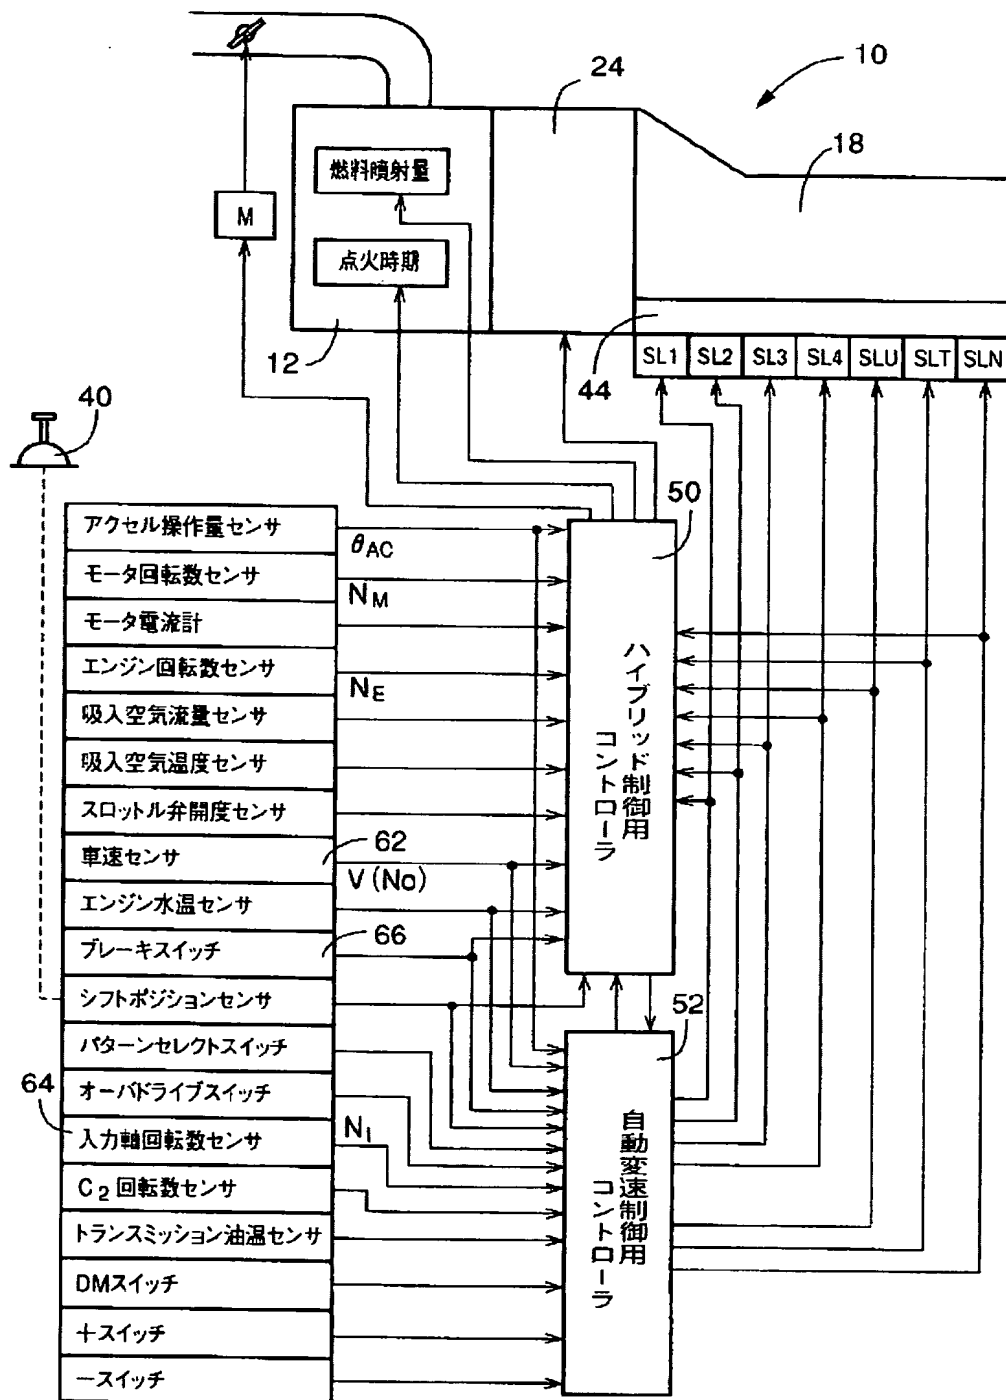 10
24
18
燃料噴射量
点火時期
M
12
44
SL1 SL2 SL3 SL4 SLU SLT SLN
40
50
アクセル操作量センサ
θAC
モータ回転数センサ
NM
モータ電流計
エンジン回転数センサ
NE
吸入空気流量センサ
吸入空気温度センサ
スロットル弁開度センサ
車速センサ
62
V(No)
エンジン水温センサ
ブレーキスイッチ
66
シフトポジションセンサ
パターンセレクトスイッチ
オーバドライブスイッチ
64
入力軸回転数センサ
NI
C2回転数センサ
トランスミッション油温センサ
DMスイッチ
+スイッチ
ースイッチ
ハイブリッド制御用
コントローラ
52
自動変速制御用
コントローラ